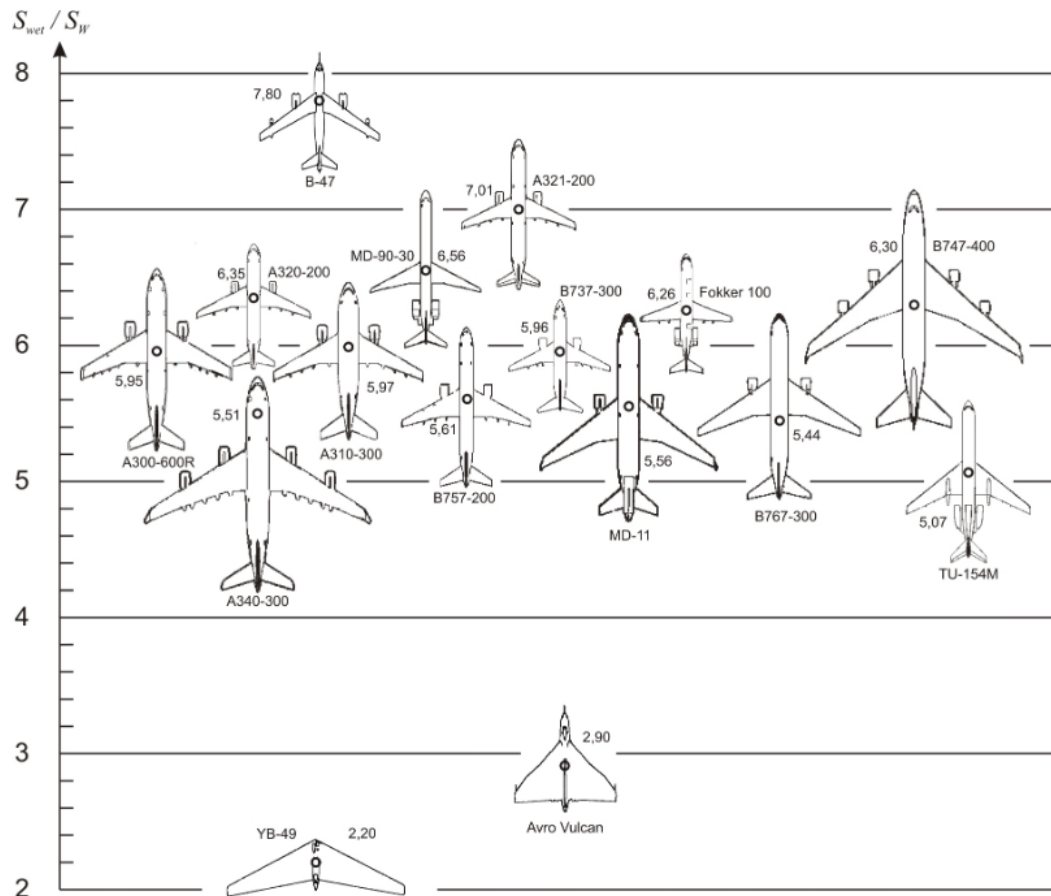 S_wet / S_W
8
7,80
B-47
7,01
A321-200
7
MD-90-30
6,56
6,30
B747-400
6,35
A320-200
6,26
Fokker 100
B737-300
5,96
6
5,95
5,97
5,51
5,61
5,56
5,44
A300-600R
A310-300
5
B757-200
B767-300
5,07
MD-11
TU-154M
A340-300
4
3
2,90
Avro Vulcan
YB-49
2,20
2